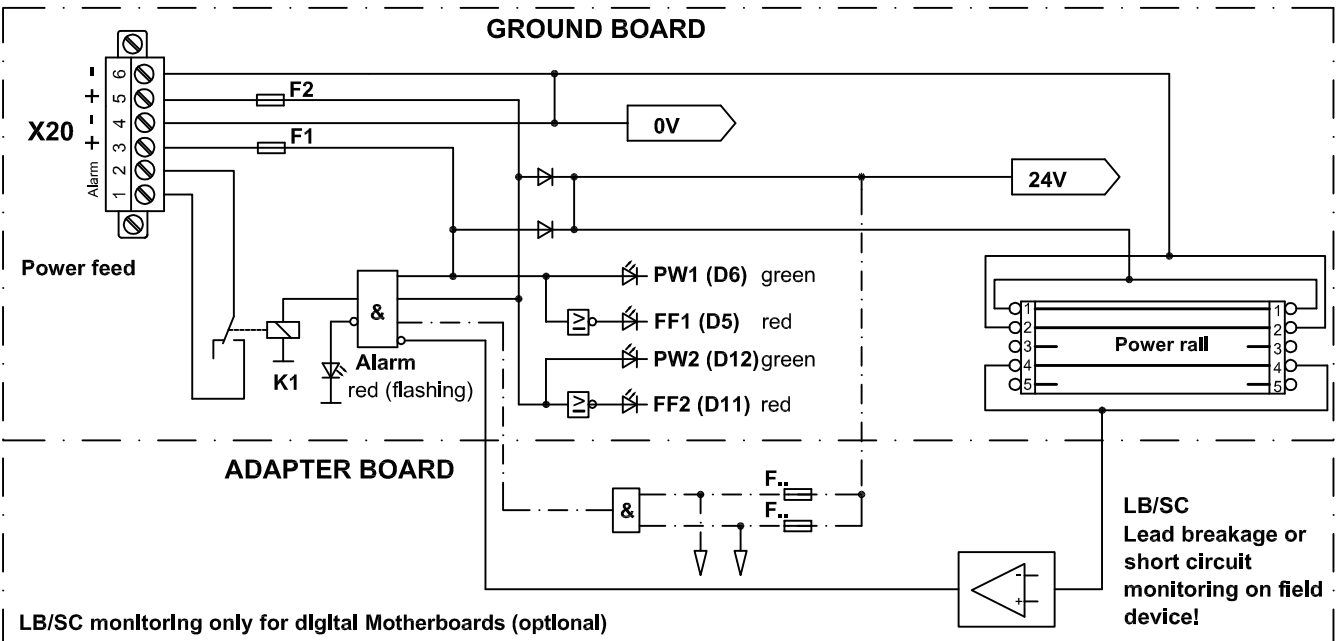 GROUND BOARD
X20
- 6
+ 5
- 4
+ 3
Alarm
2
1
F2
F1
0V
24V
Power feed
&
K1
Alarm
red (flashing)
PW1 (D6) green
≥1
FF1 (D5) red
PW2 (D12) green
≥1
FF2 (D11) red
1 1
2 2
3 Power rail 3
4 4
5 5
ADAPTER BOARD
F..
F..
&
-
+
LB/SC
Lead breakage or
short circuit
monitoring on field
device!
LB/SC monitoring only for digital Motherboards (optional)